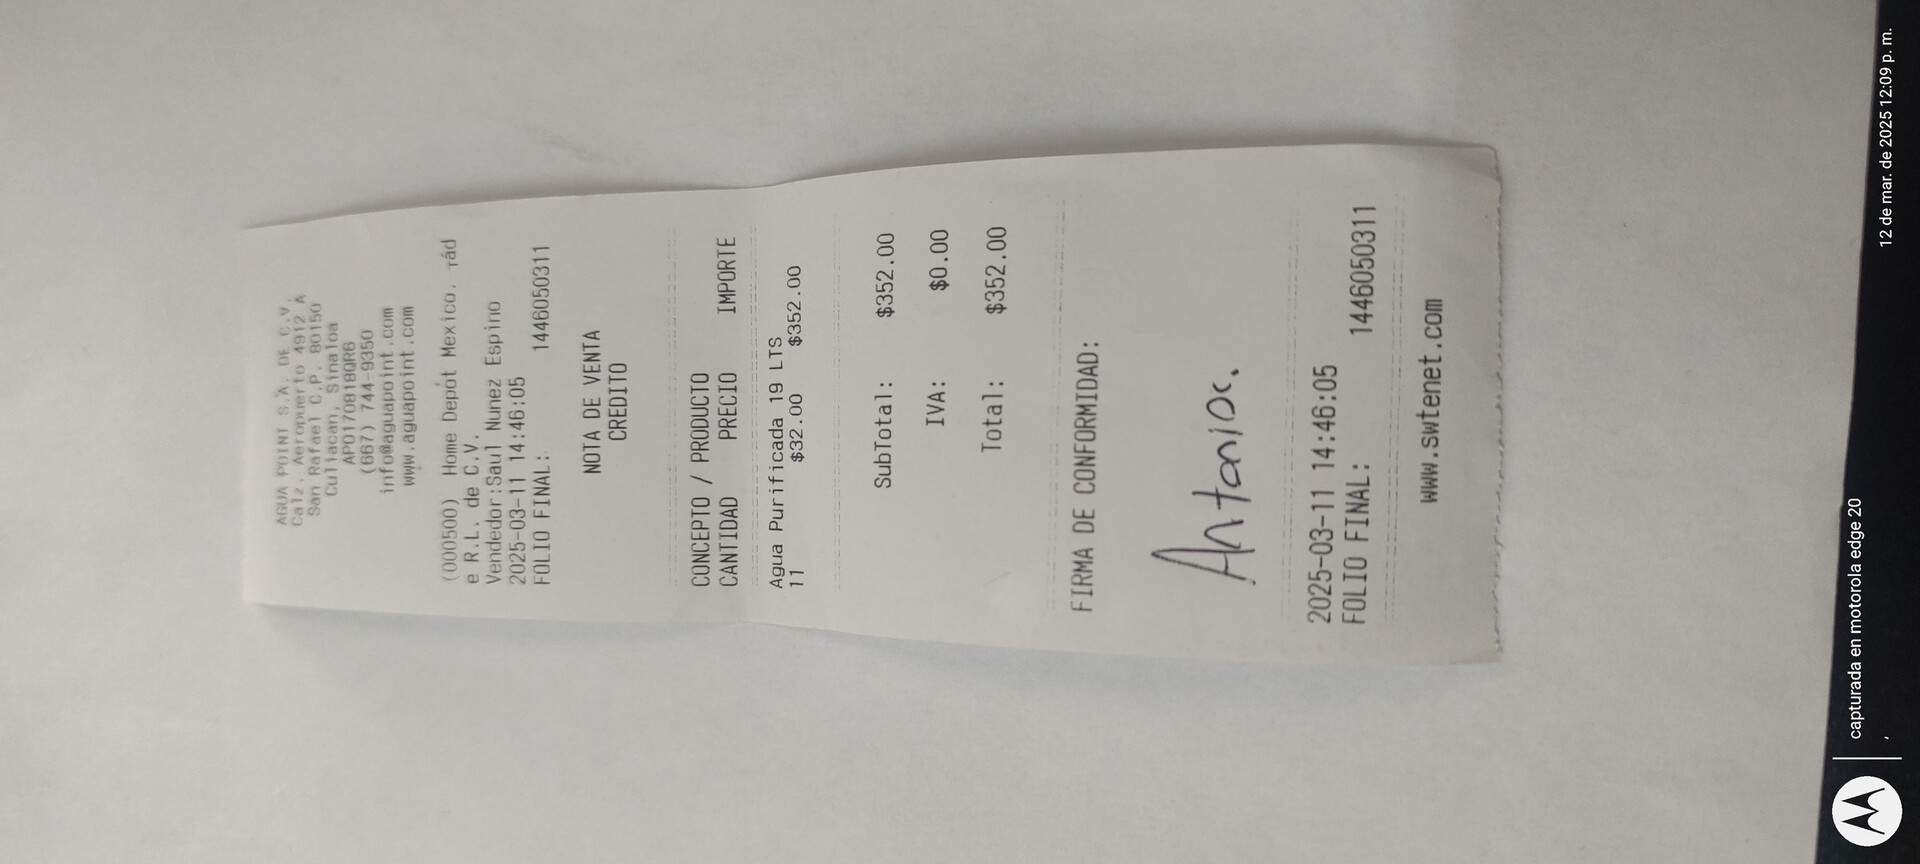 AGUA POINT S.A. DE C.V.
Calz. Aeropuerto 4912 A
San Rafael C.P. 80150
Culiacan, Sinaloa
APO170818QR6
(667) 744-9350
info@aguapoint.com
www.aguapoint.com
(000500) Home Depot Mexico,
e R.L. de C.V.
Vendedor:Saul Nunez Espino
2025-03-11 14:46:05
FOLIO FINAL: 1446050311
NOTA DE VENTA
CREDITO
CONCEPTO / PRODUCTO
CANTIDAD PRECIO IMPORTE
Agua Purificada 19 LTS
11 $32.00 $352.00
SubTotal: $352.00
IVA: $0.00
Total: $352.00
FIRMA DE CONFORMIDAD:
Antonio
2025-03-11 14:46:05
FOLIO FINAL: 1446050311
www.swtenet.com
capturada en motorola edge 20
,
12 de mar. de 2025 12:09 p. m.